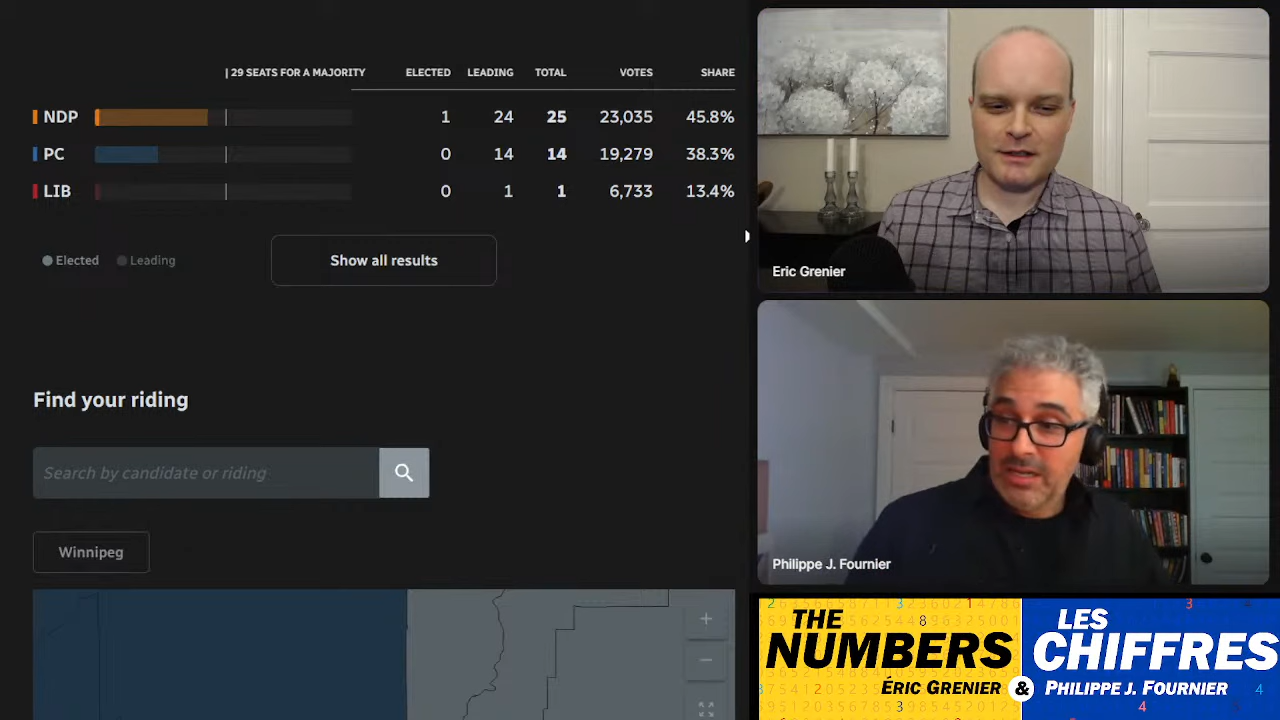 | 29 SEATS FOR A MAJORITY ELECTED LEADING TOTAL VOTES SHARE
NDP 1 24 25 23,035 45.8%
PC 0 14 14 19,279 38.3%
LIB 0 1 1 6,733 13.4%
Elected Leading
Show all results
Find your riding
Search by candidate or riding
Winnipeg
+
−
Eric Grenier
Philippe J. Fournier
THE
NUMBERS
ÉRIC GRENIER
&
LES
CHIFFRES
PHILIPPE J. FOURNIER